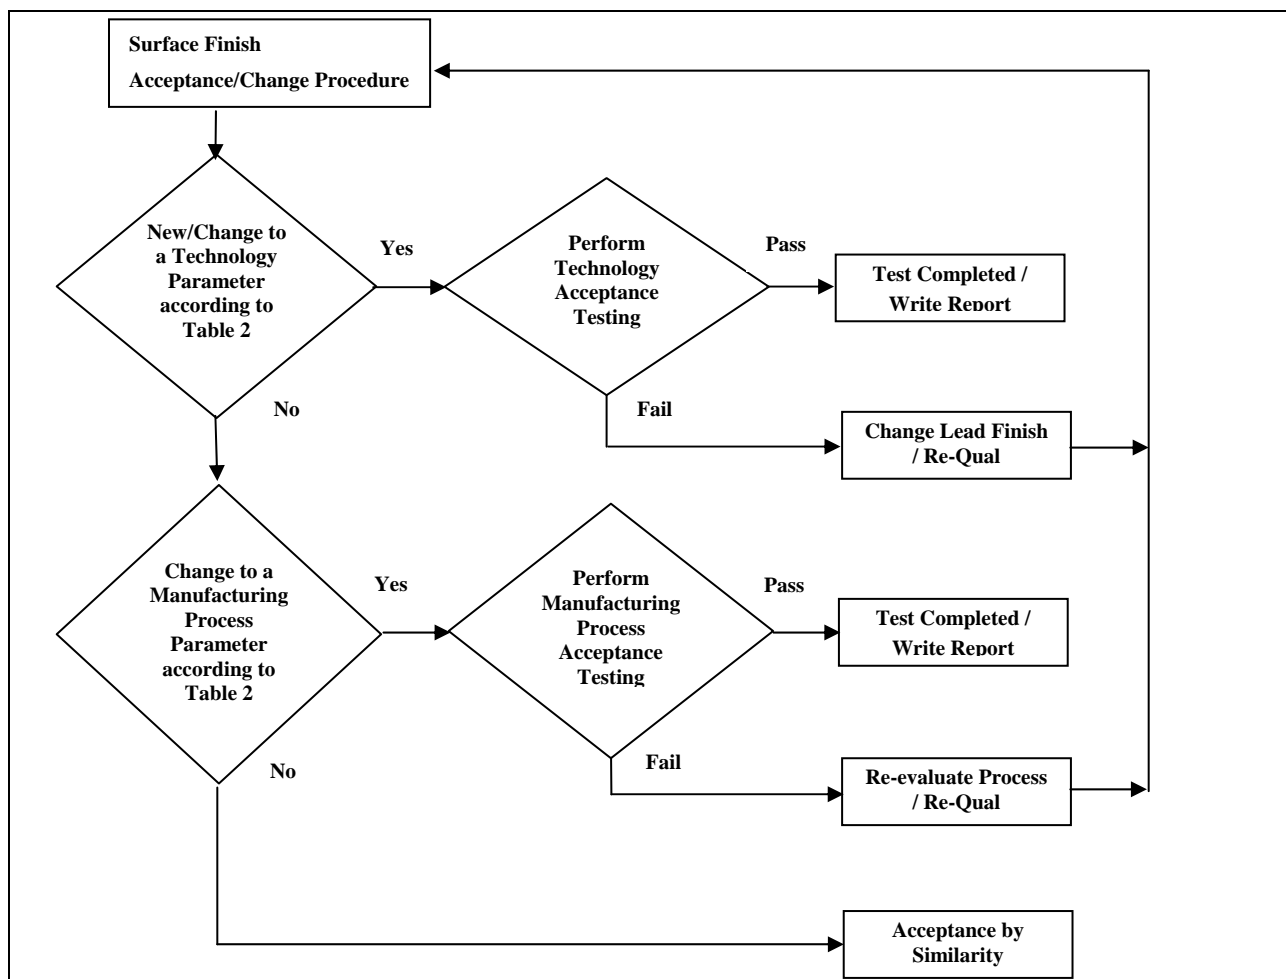 Surface Finish
Acceptance/Change Procedure
New/Change to
a Technology
Parameter
according to
Table 2
Yes
Perform
Technology
Acceptance
Testing
Pass
Test Completed /
Write Report
No
Fail
Change Lead Finish
/ Re-Qual
Change to a
Manufacturing
Process
Parameter
according to
Table 2
Yes
Perform
Manufacturing
Process
Acceptance
Testing
Pass
Test Completed /
Write Report
No
Fail
Re-evaluate Process
/ Re-Qual
Acceptance by
Similarity